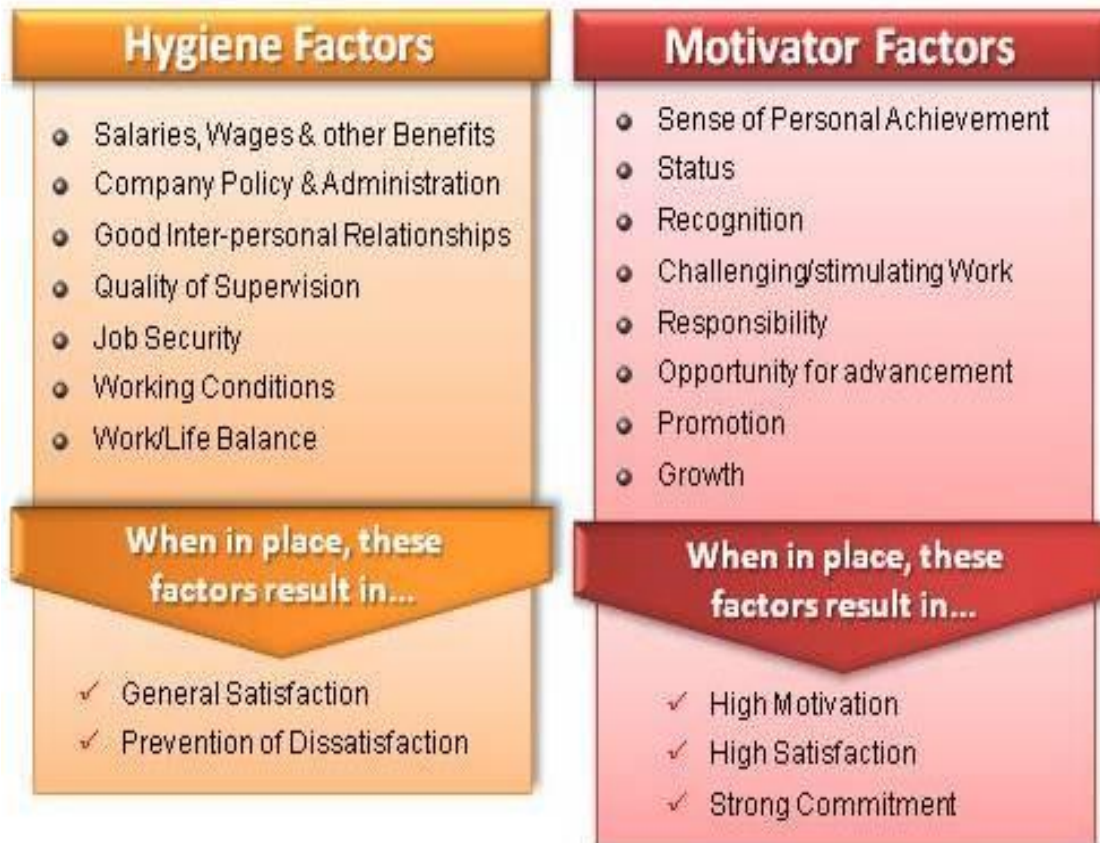 Hygiene Factors
Salaries, Wages & other Benefits
Company Policy & Administration
Good Inter-personal Relationships
Quality of Supervision
Job Security
Working Conditions
Work/Life Balance
When in place, these
factors result in...
General Satisfaction
Prevention of Dissatisfaction
Motivator Factors
Sense of Personal Achievement
Status
Recognition
Challenging/stimulating Work
Responsibility
Opportunity for advancement
Promotion
Growth
When in place, these
factors result in...
High Motivation
High Satisfaction
Strong Commitment